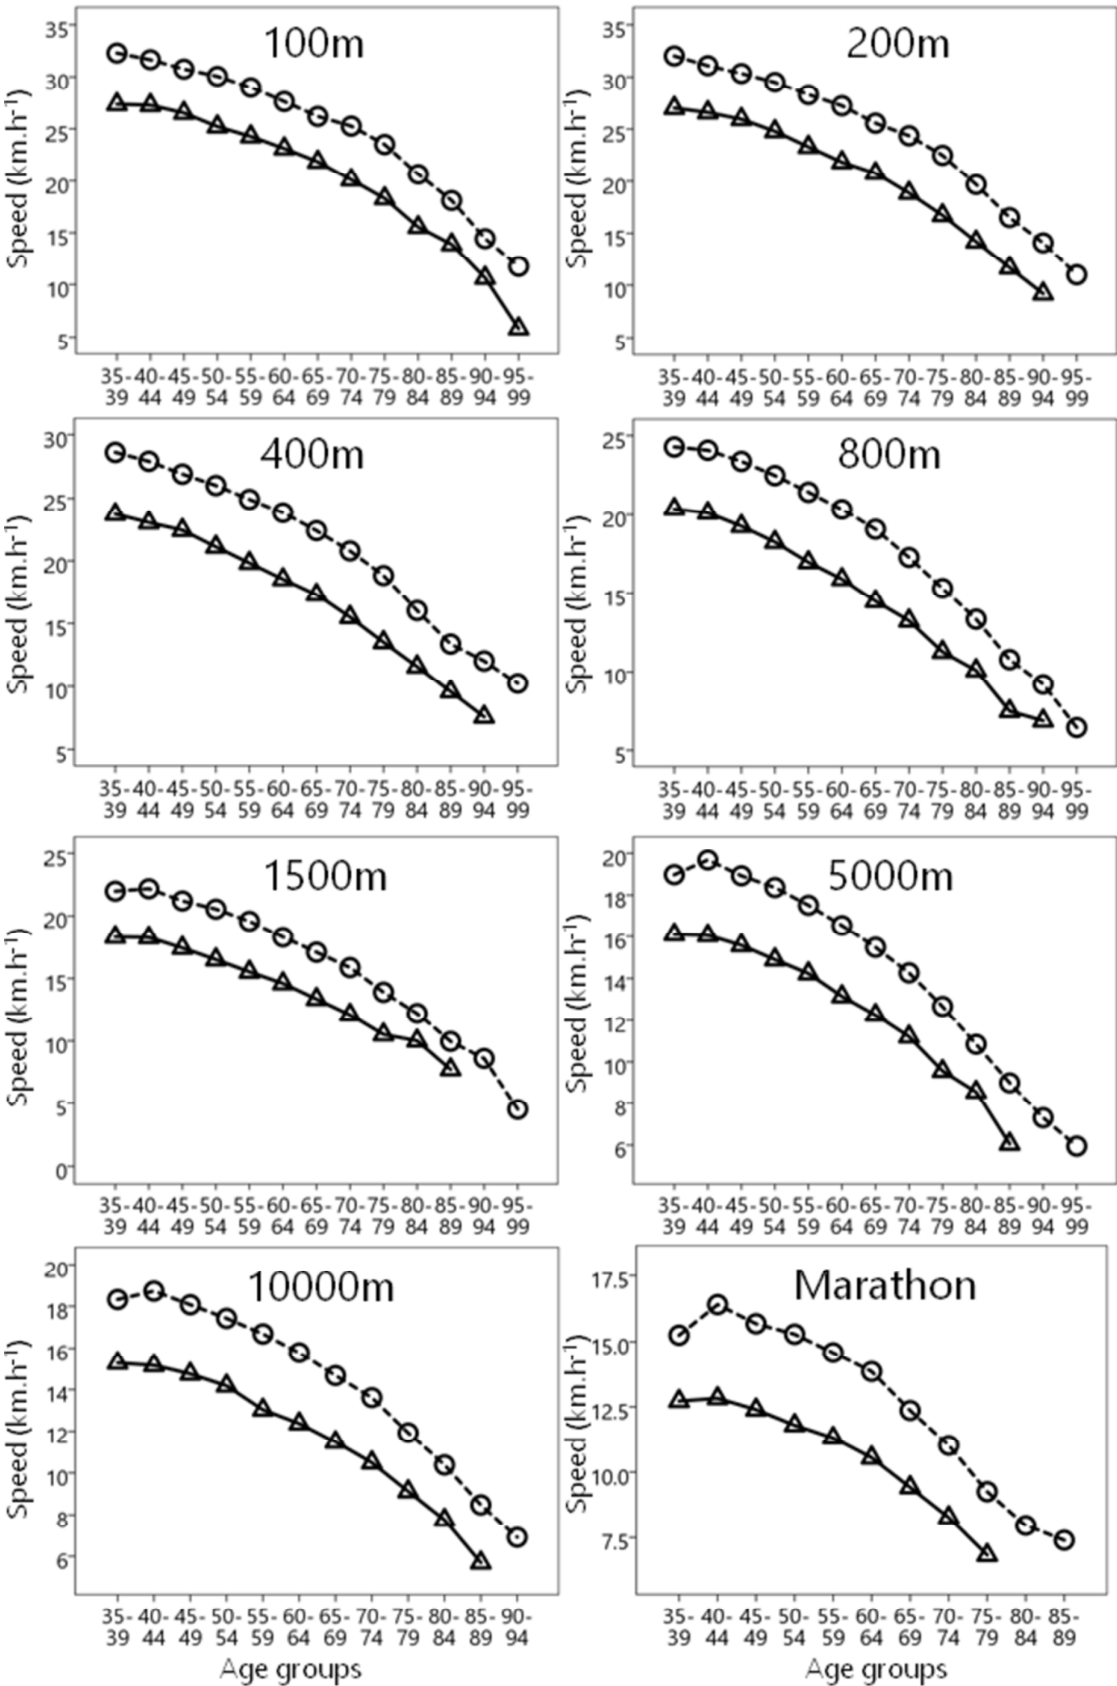 100m
35
30
25
20
15
10
5
Speed (km.h-1)
35- 40- 45- 50- 55- 60- 65- 70- 75- 80- 85- 90- 95-
39 44 49 54 59 64 69 74 79 84 89 94 99
200m
35
30
25
20
15
10
5
Speed (km.h-1)
35- 40- 45- 50- 55- 60- 65- 70- 75- 80- 85- 90- 95-
39 44 49 54 59 64 69 74 79 84 89 94 99
400m
30
25
20
15
10
5
Speed (km.h-1)
35- 40- 45- 50- 55- 60- 65- 70- 75- 80- 85- 90- 95-
39 44 49 54 59 64 69 74 79 84 89 94 99
800m
25
20
15
10
5
Speed (km.h-1)
35- 40- 45- 50- 55- 60- 65- 70- 75- 80- 85- 90- 95-
39 44 49 54 59 64 69 74 79 84 89 94 99
1500m
25
20
15
10
5
0
Speed (km.h-1)
35- 40- 45- 50- 55- 60- 65- 70- 75- 80- 85- 90- 95-
39 44 49 54 59 64 69 74 79 84 89 94 99
5000m
20
18
16
14
12
10
8
6
Speed (km.h-1)
35- 40- 45- 50- 55- 60- 65- 70- 75- 80- 85- 90- 95-
39 44 49 54 59 64 69 74 79 84 89 94 99
10000m
20
18
16
14
12
10
8
6
Speed (km.h-1)
35- 40- 45- 50- 55- 60- 65- 70- 75- 80- 85- 90-
39 44 49 54 59 64 69 74 79 84 89 94
Age groups
Marathon
17.5
15.0
12.5
10.0
7.5
Speed (km.h-1)
35- 40- 45- 50- 55- 60- 65- 70- 75- 80- 85-
39 44 49 54 59 64 69 74 79 84 89
Age groups